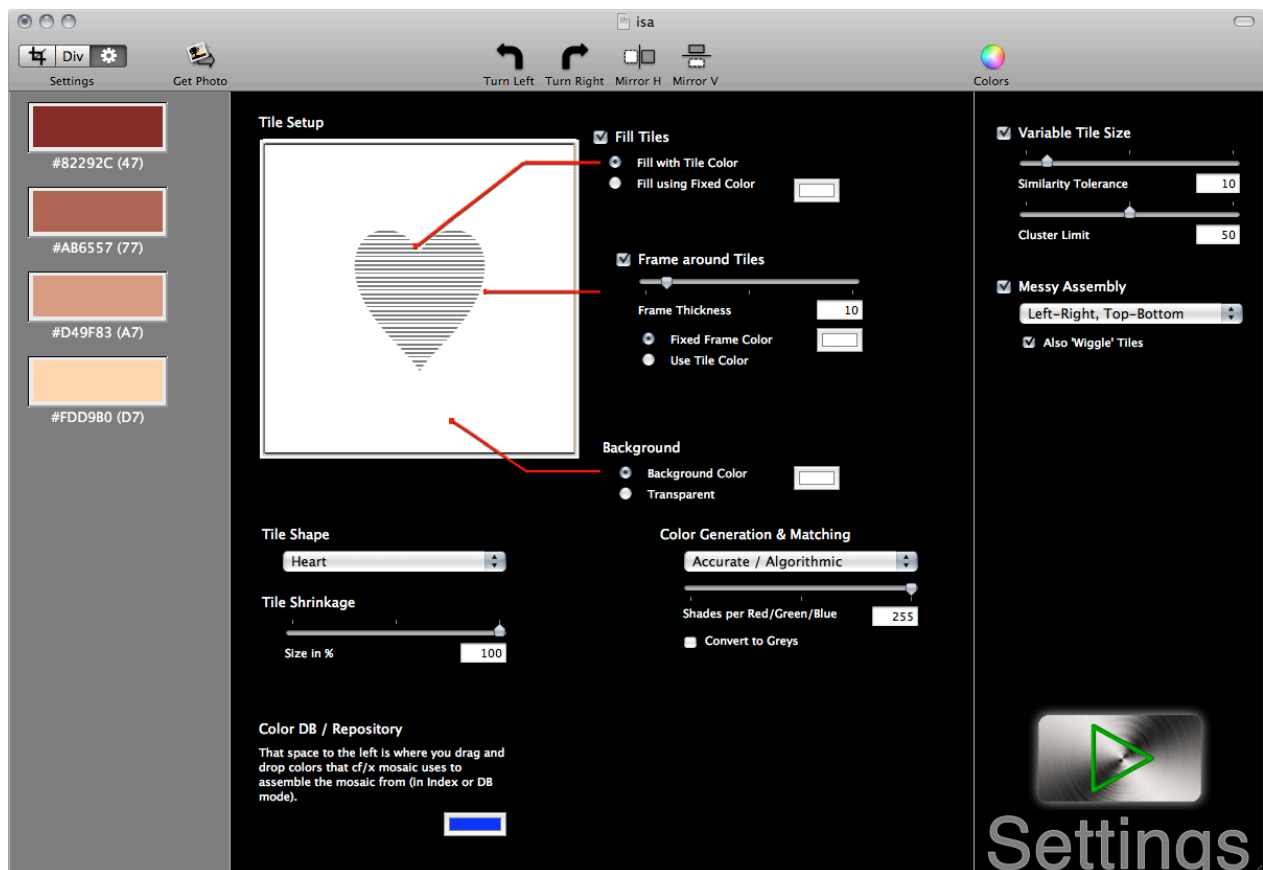 isa
Div
Settings
Get Photo
Turn Left
Turn Right
Mirror H
Mirror V
Colors
#82292C (47)
#AB6557 (77)
#D49F83 (A7)
#FDD9B0 (D7)
Tile Setup
Fill Tiles
Fill with Tile Color
Fill using Fixed Color
Frame around Tiles
Frame Thickness
10
Fixed Frame Color
Use Tile Color
Background
Background Color
Transparent
Tile Shape
Heart
Tile Shrinkage
Size in %
100
Color Generation & Matching
Accurate / Algorithmic
Shades per Red/Green/Blue
255
Convert to Greys
Color DB / Repository
That space to the left is where you drag and
drop colors that cf/x mosaic uses to
assemble the mosaic from (in Index or DB
mode).
Variable Tile Size
Similarity Tolerance
10
Cluster Limit
50
Messy Assembly
Left-Right, Top-Bottom
Also 'Wiggle' Tiles
Settings